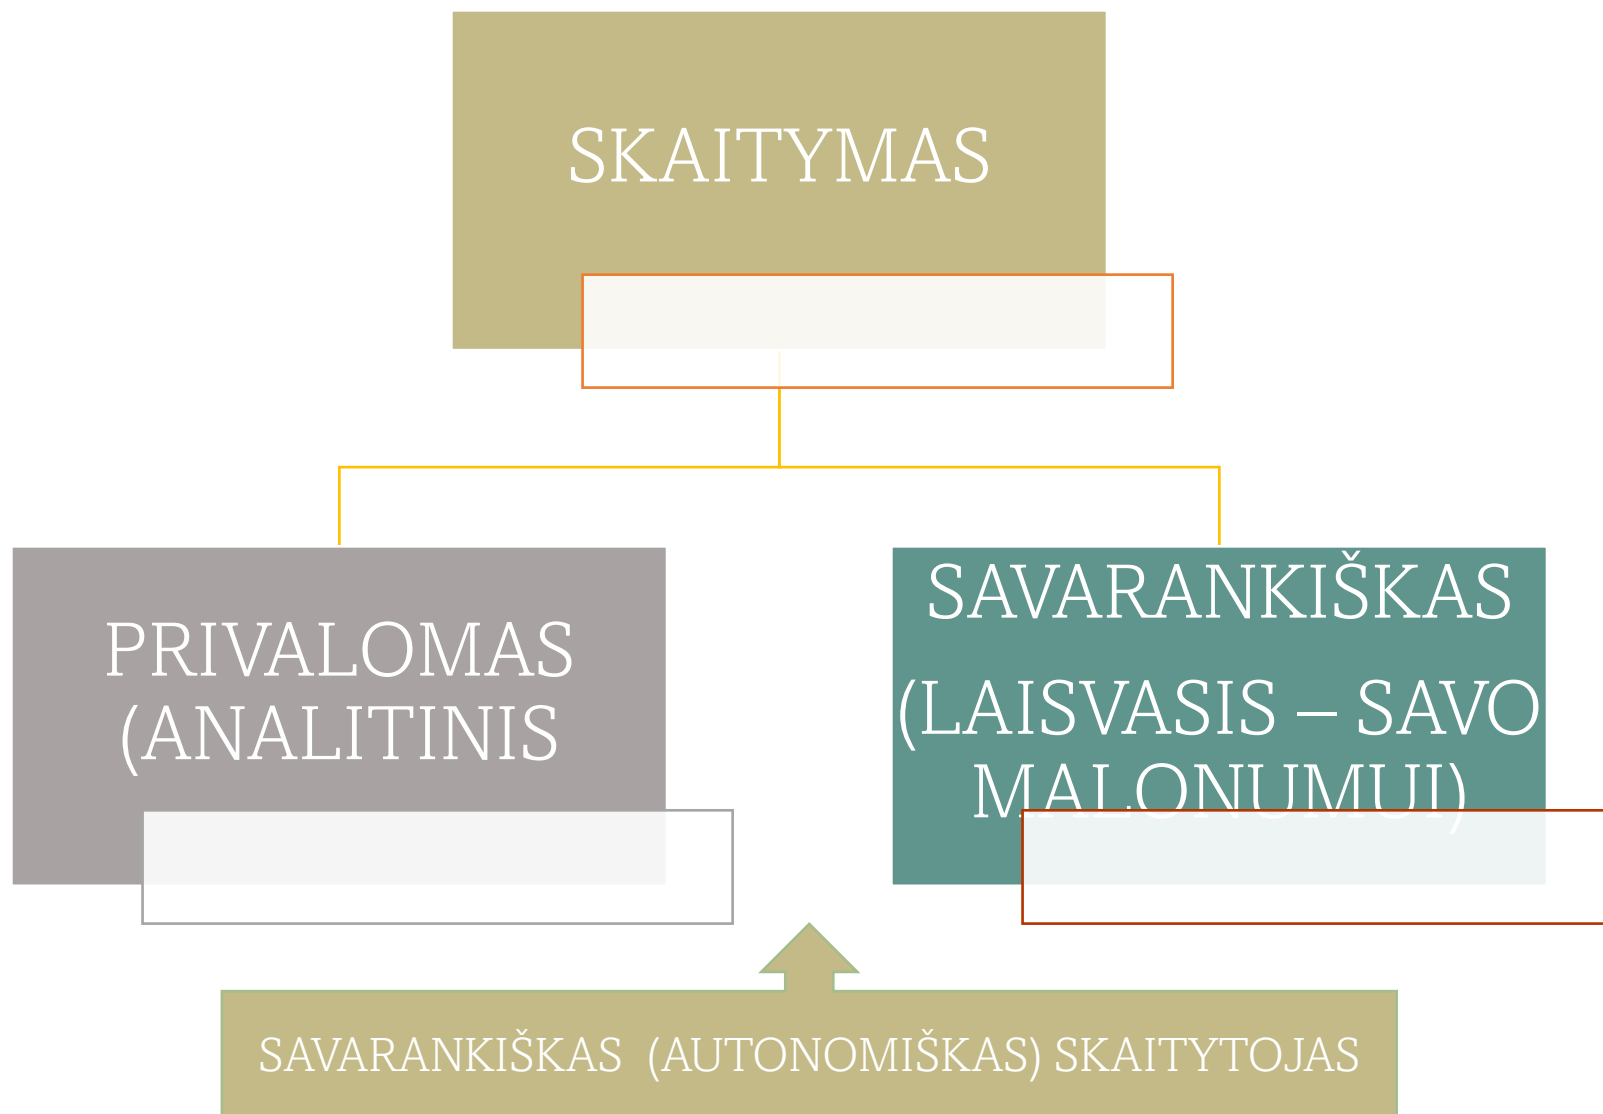 SKAITYMAS
PRIVALOMAS
(ANALITINIS
SAVARANKIŠKAS
(LAISVASIS – SAVO
MALONUMUI)
SAVARANKIŠKAS (AUTONOMIŠKAS) SKAITYTOJAS